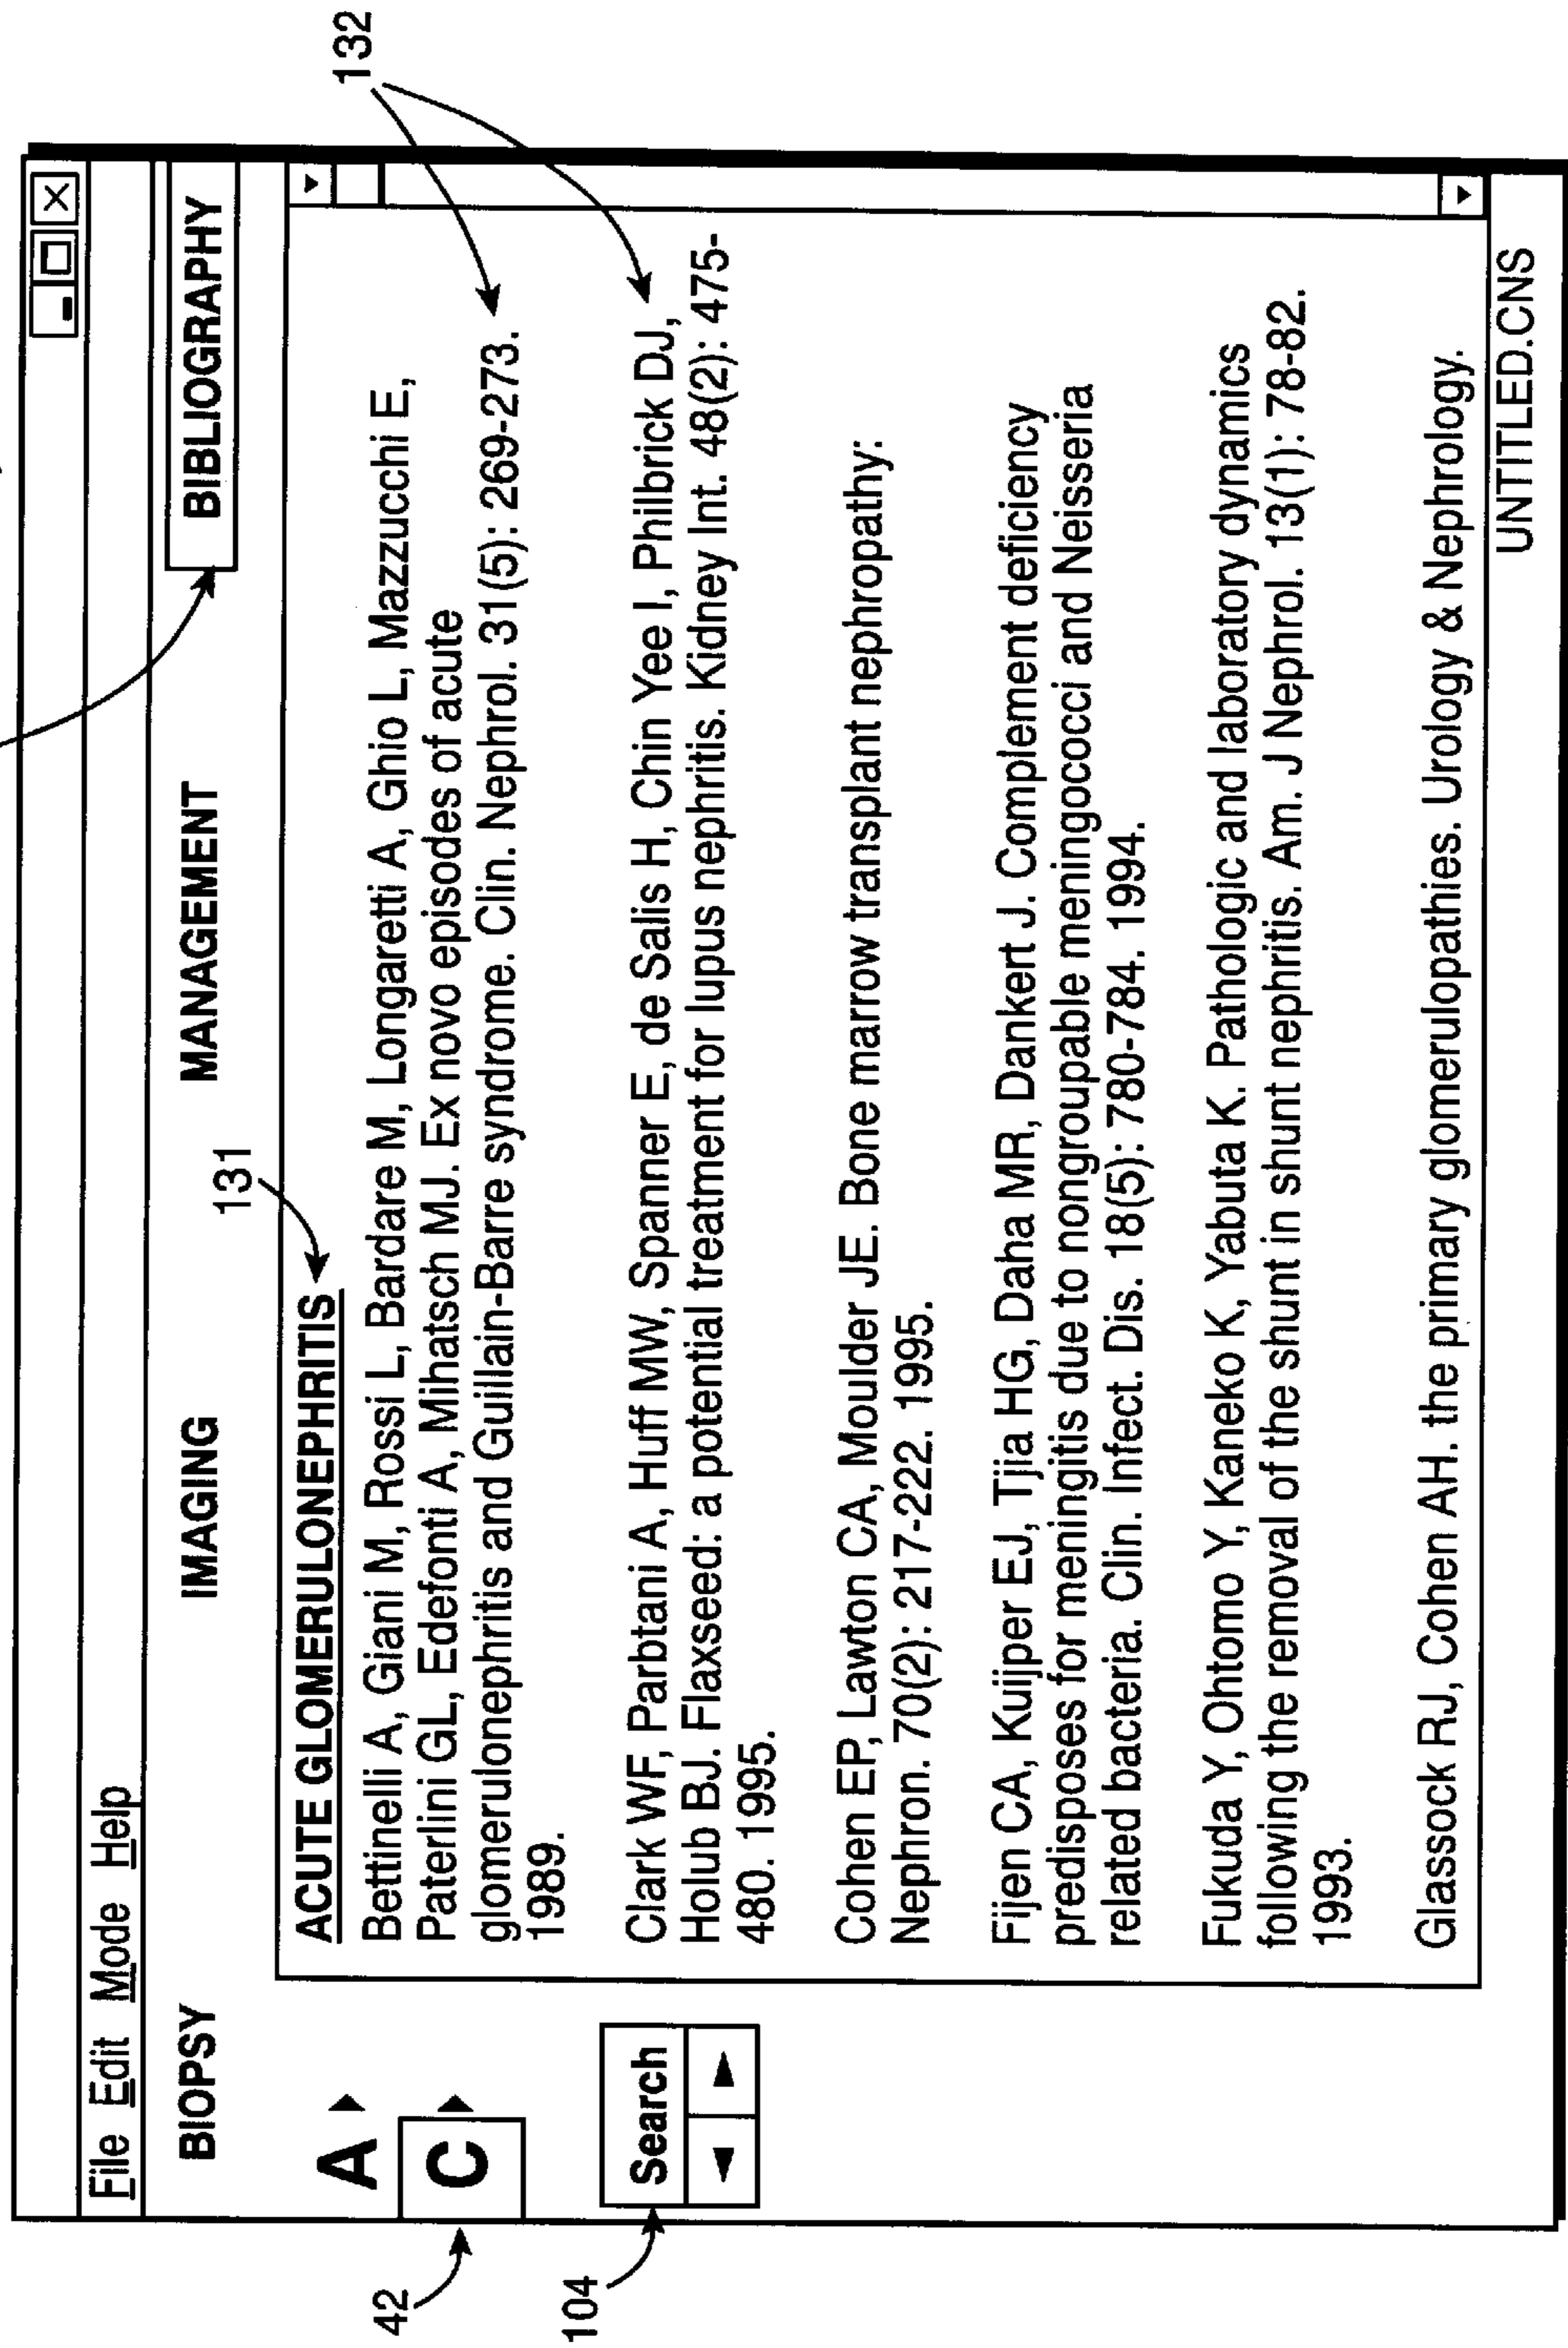 File Edit Mode Help
BIOPSY IMAGING MANAGEMENT BIBLIOGRAPHY
131
132
A
42
C
104
Search
ACUTE GLOMERULONEPHRITIS
Bettinelli A, Giani M, Rossi L, Bardare M, Longaretti A, Ghio L, Mazzucchi E,
Paterlini GL, Edefonti A, Mihatsch MJ. Ex novo episodes of acute
glomerulonephritis and Guillain-Barre syndrome. Clin. Nephrol. 31(5): 269-273.
1989.
Clark WF, Parbtani A, Huff MW, Spanner E, de Salis H, Chin Yee I, Philbrick DJ,
Holub BJ. Flaxseed: a potential treatment for lupus nephritis. Kidney Int. 48(2): 475-
480. 1995.
Cohen EP, Lawton CA, Moulder JE. Bone marrow transplant nephropathy:
Nephron. 70(2): 217-222. 1995.
Fijen CA, Kuijper EJ, Tjia HG, Daha MR, Dankert J. Complement deficiency
predisposes for meningitis due to nongroupable meningococci and Neisseria
related bacteria. Clin. Infect. Dis. 18(5): 780-784. 1994.
Fukuda Y, Ohtomo Y, Kaneko K, Yabuta K. Pathologic and laboratory dynamics
following the removal of the shunt in shunt nephritis. Am. J Nephrol. 13(1): 78-82.
1993.
Glassock RJ, Cohen AH. the primary glomerulopathies. Urology & Nephrology.
UNTITLED.CNS